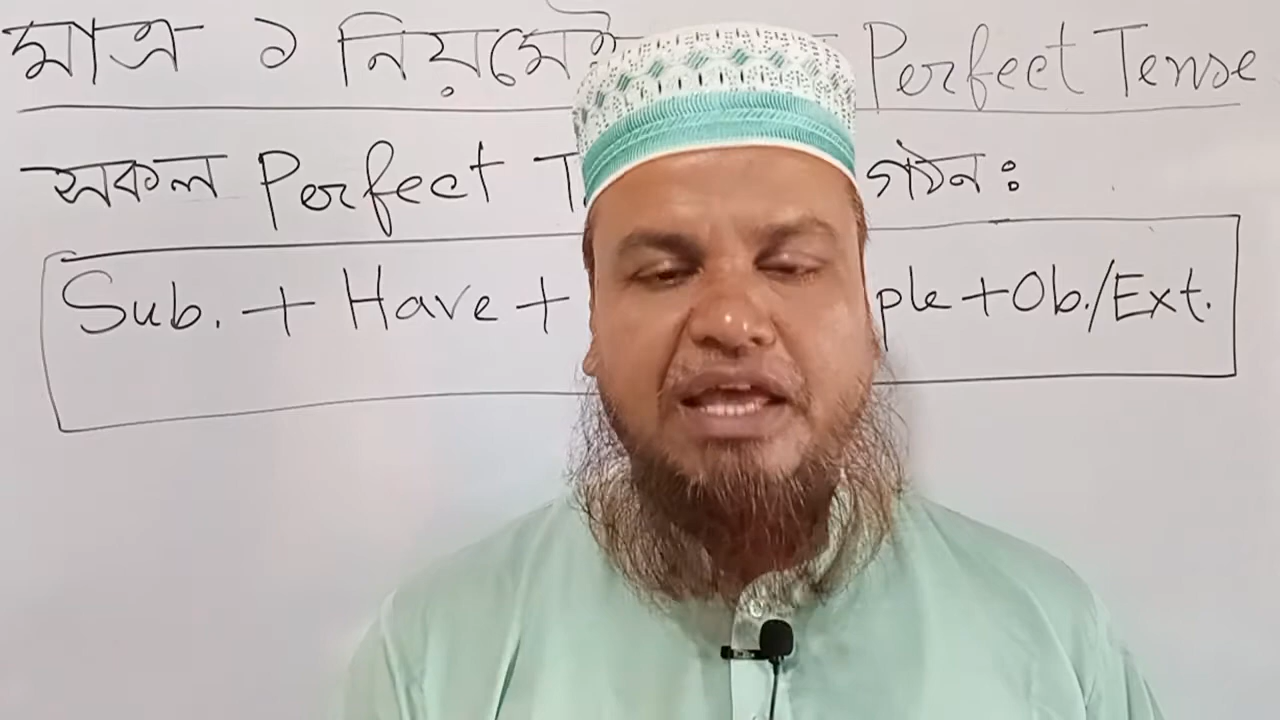 মাত্র ১ নিয়মেই Perfect Tense
সকল Perfect T গঠনঃ
Sub. + Have + ple + Ob./Ext.